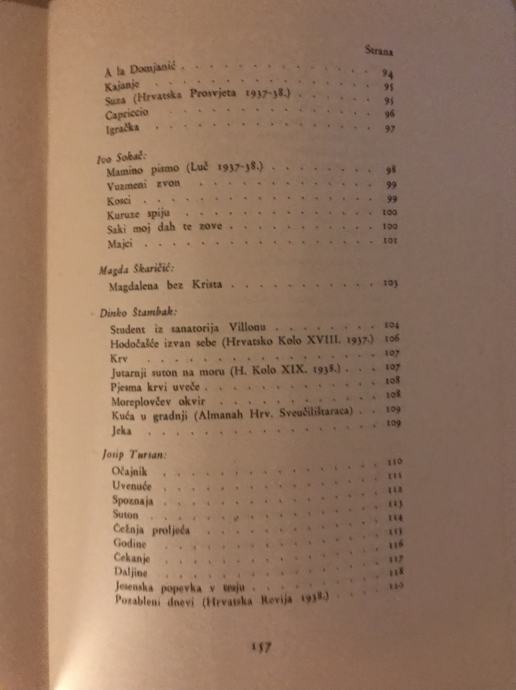 Strana
A la Domjanić . . . . . . . . . . . . . 94
Kajanje . . . . . . . . . . . . . 95
Suza (Hrvatska Prosvjeta 1937-38.) . . . . . 95
Capriccio . . . . . . . . . . . . . 96
Igračka . . . . . . . . . . . . . 97
Ivo Sokač:
Mamino pismo (Luč 1937-38.) . . . . . . . 98
Vuzmeni zvon . . . . . . . . . . . 99
Kosci . . . . . . . . . . . . . 99
Kuruze spiju . . . . . . . . . . . 100
Saki moj dah te zove . . . . . . . . . 100
Majci . . . . . . . . . . . . . 101
Magda Škaričić:
Magdalena bez Krista . . . . . . . . . 103
Dinko Štambak:
Student iz sanatorija Villonu . . . . . . . 104
Hodočašće izvan sebe (Hrvatsko Kolo XVIII. 1937.) 106
Krv . . . . . . . . . . . . . 107
Jutarnji suton na moru (H. Kolo XIX. 1938.) . . . 107
Pjesma krvi uveče . . . . . . . . . . 108
Moreplovčev okvir . . . . . . . . . . 108
Kuća u gradnji (Almanah Hrv. Sveučilištaraca) . . 109
Jeka . . . . . . . . . . . . . 109
Josip Turšan:
Očajnik . . . . . . . . . . . . . 110
Uvenuće . . . . . . . . . . . . . 111
Spoznaja . . . . . . . . . . . . . 112
Suton . . . . . . . . . . . . . 113
Čežnja proljeća . . . . . . . . . . . 114
Godine . . . . . . . . . . . . . 115
Čekanje . . . . . . . . . . . . . 116
Daljine . . . . . . . . . . . . . 117
Jesenska popevka v traju . . . . . . . . 118
Pozableni dnevi (Hrvatska Revija 1938.) . . . . 120
157